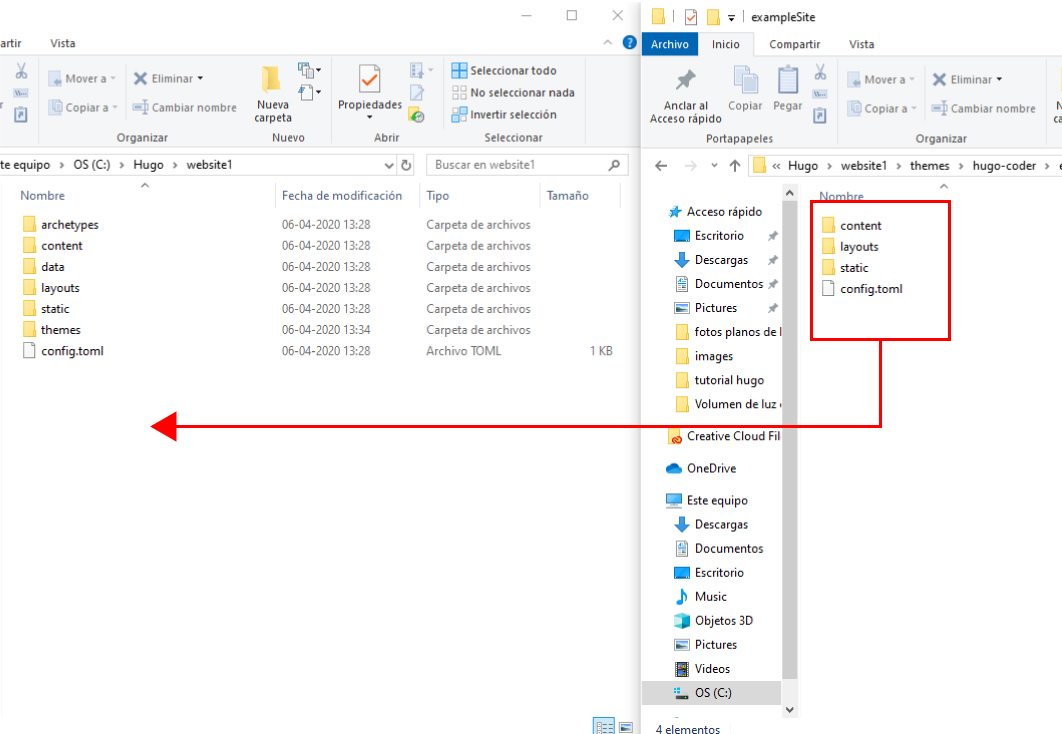 artir Vista
Mover a
Copiar a
Eliminar
Cambiar nombre
Organizar
Nueva
carpeta
Nuevo
Propiedades
Abrir
Seleccionar todo
No seleccionar nada
Invertir selección
Seleccionar
te equipo > OS (C:) > Hugo > website1
Buscar en website1
Nombre Fecha de modificación Tipo Tamaño
archetypes 06-04-2020 13:28 Carpeta de archivos
content 06-04-2020 13:28 Carpeta de archivos
data 06-04-2020 13:28 Carpeta de archivos
layouts 06-04-2020 13:28 Carpeta de archivos
static 06-04-2020 13:28 Carpeta de archivos
themes 06-04-2020 13:34 Carpeta de archivos
config.toml 06-04-2020 13:28 Archivo TOML 1 KB
exampleSite
Archivo Inicio Compartir Vista
Anclar al
Acceso rápido
Copiar
Pegar
Portapapeles
Mover a
Copiar a
Eliminar
Cambiar nombre
Organizar
« Hugo > website1 > themes > hugo-coder > e
Acceso rápido
Escritorio
Descargas
Documentos
Pictures
fotos planos de l
images
tutorial hugo
Volumen de luz
Creative Cloud Fil
OneDrive
Este equipo
Descargas
Documentos
Escritorio
Music
Objetos 3D
Pictures
Videos
OS (C:)
4 elementos
Nombre
content
layouts
static
config.toml